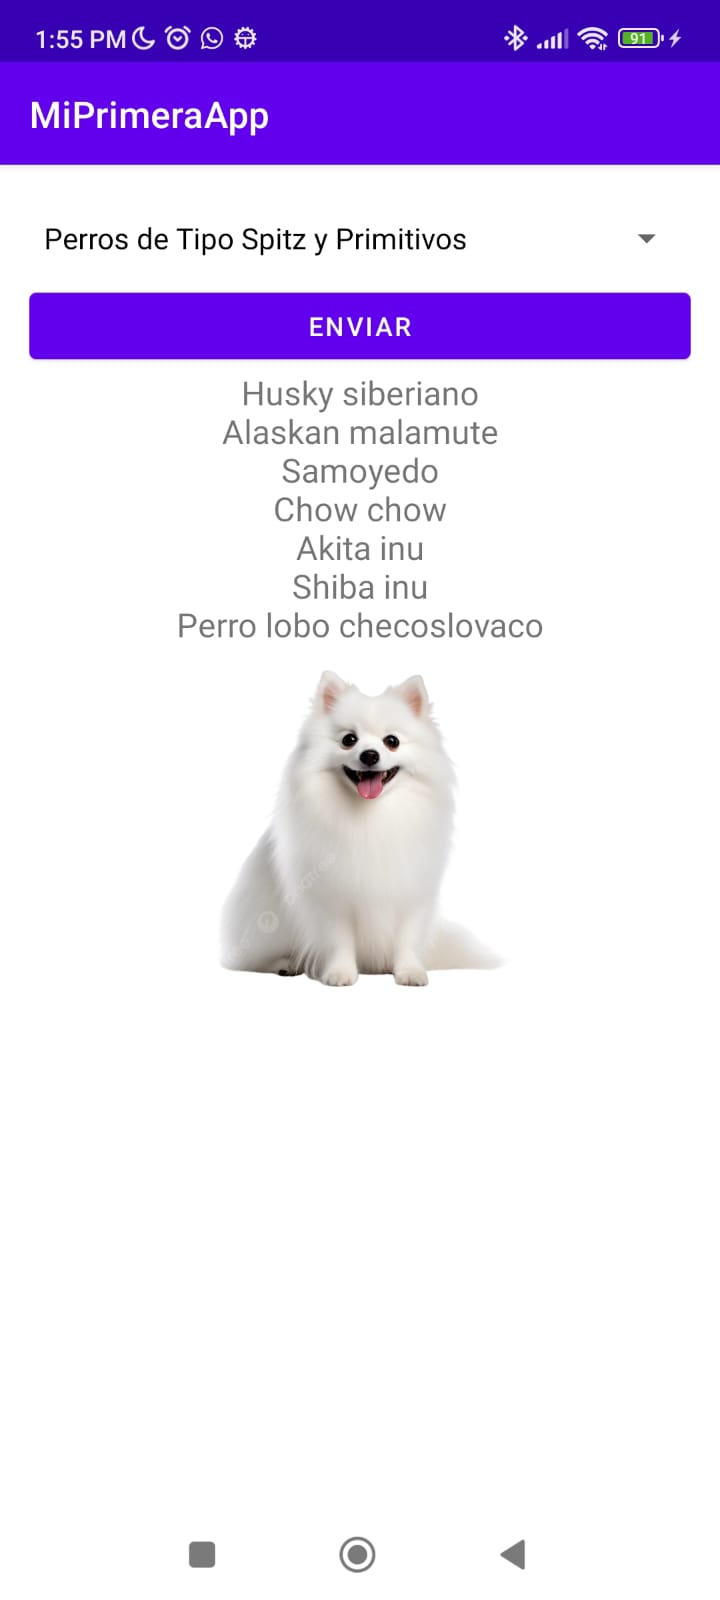 1:55 PM
91
MiPrimeraApp
Perros de Tipo Spitz y Primitivos
ENVIAR
Husky siberiano
Alaskan malamute
Samoyedo
Chow chow
Akita inu
Shiba inu
Perro lobo checoslovaco